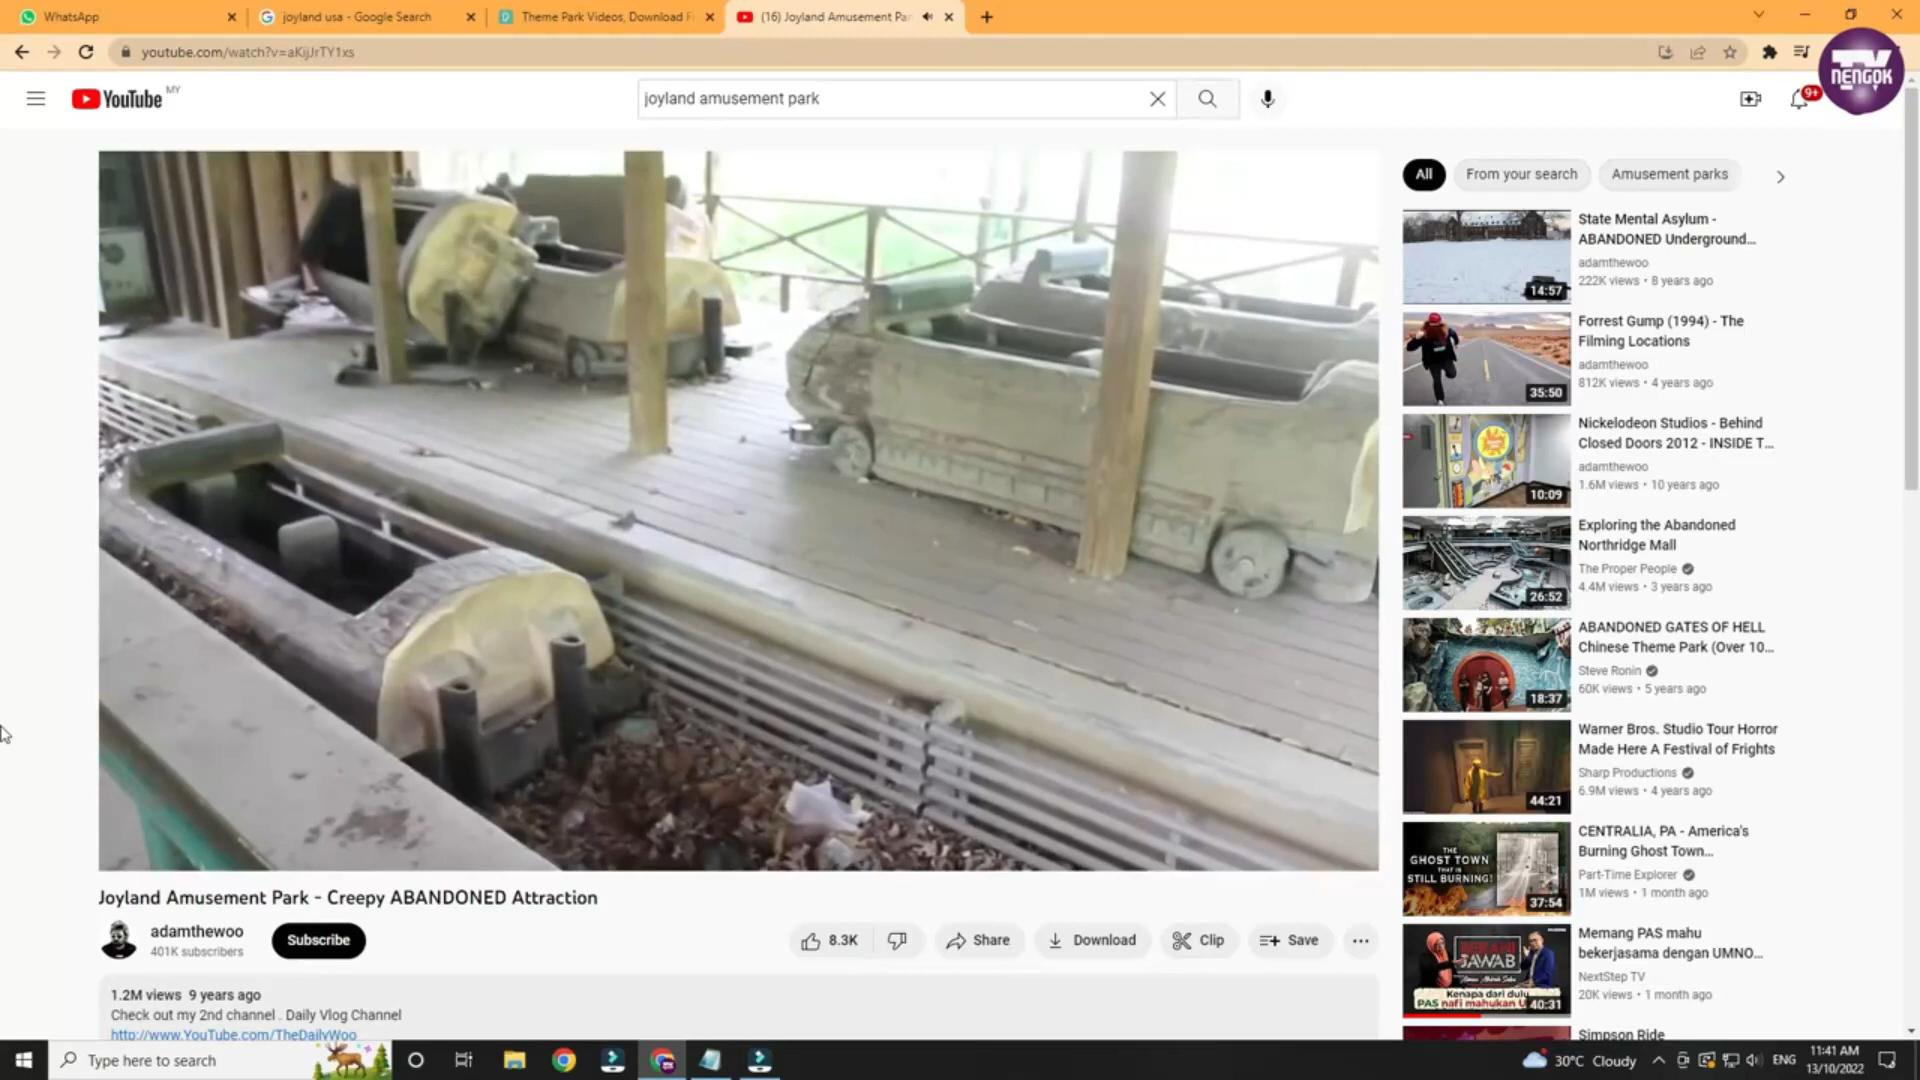 WhatsApp
joyland usa - Google Search
Theme Park Videos, Download F
(16) Joyland Amusement Par
youtube.com/watch?v=aKijJrTY1xs
TV
NENGOK
YouTube MY
joyland amusement park
9+
All
From your search
Amusement parks
State Mental Asylum -
ABANDONED Underground...
adamthewoo
222K views • 8 years ago
14:57
Forrest Gump (1994) - The
Filming Locations
adamthewoo
812K views • 4 years ago
35:50
Nickelodeon Studios - Behind
Closed Doors 2012 - INSIDE T...
adamthewoo
1.6M views • 10 years ago
10:09
Exploring the Abandoned
Northridge Mall
The Proper People
4.4M views • 3 years ago
26:52
ABANDONED GATES OF HELL
Chinese Theme Park (Over 10...
Steve Ronin
60K views • 5 years ago
18:37
Warner Bros. Studio Tour Horror
Made Here A Festival of Frights
Sharp Productions
6.9M views • 4 years ago
44:21
CENTRALIA, PA - America's
Burning Ghost Town...
Part-Time Explorer
1M views • 1 month ago
THE
GHOST TOWN
THAT IS
STILL BURNING!
37:54
Memang PAS mahu
bekerjasama dengan UMNO...
NextStep TV
20K views • 1 month ago
BERANI
JAWAB
Kenapa dari dulu
PAS nafi mahukan U
40:31
Simpson Ride
Joyland Amusement Park - Creepy ABANDONED Attraction
adamthewoo
401K subscribers
Subscribe
8.3K
Share
Download
Clip
Save
1.2M views 9 years ago
Check out my 2nd channel . Daily Vlog Channel
http://www.YouTube.com/TheDailyWoo
Type here to search
30°C Cloudy
ENG
11:41 AM
13/10/2022